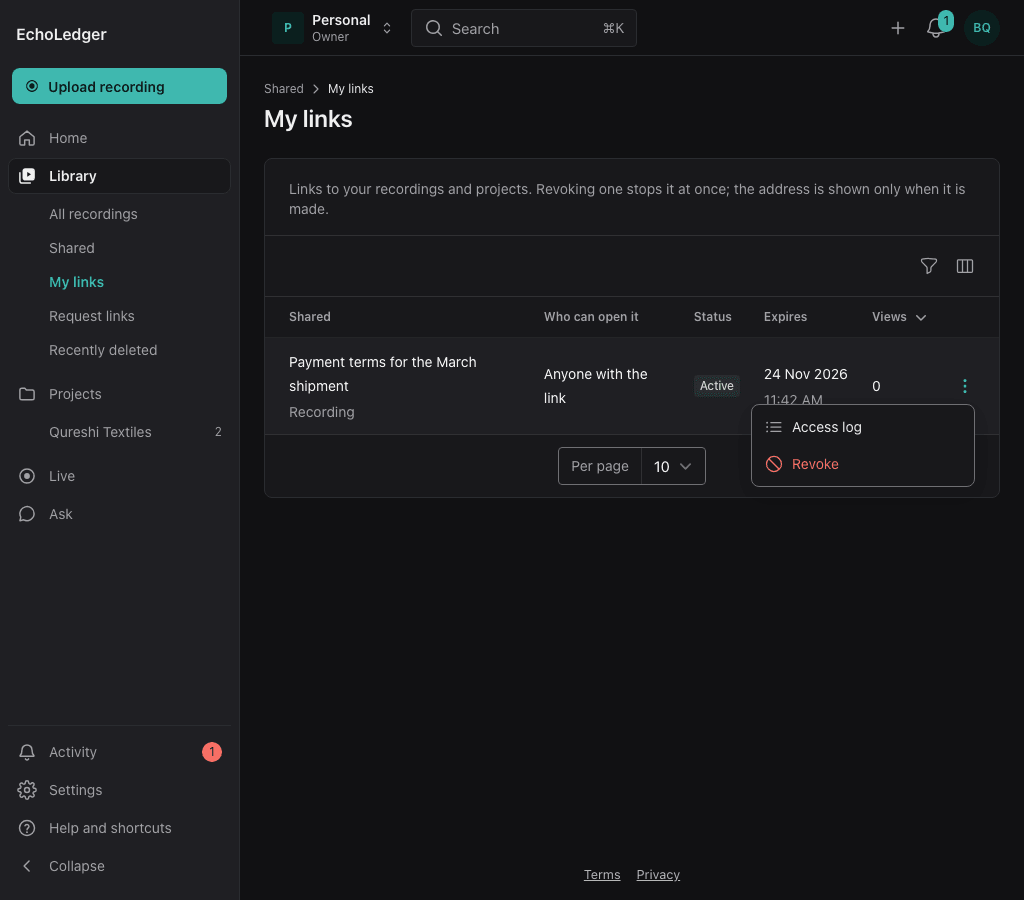 EchoLedger
Upload recording
Home
Library
All recordings
Shared
My links
Request links
Recently deleted
Projects
Qureshi Textiles 2
Live
Ask
Activity 1
Settings
Help and shortcuts
Collapse
P
Personal
Owner
Search ⌘K
1
BQ
Shared My links
My links
Links to your recordings and projects. Revoking one stops it at once; the address is shown only when it is
made.
Shared Who can open it Status Expires Views
Payment terms for the March
shipment
Recording
Anyone with the
link
Active
24 Nov 2026
11:42 AM
0
Access log
Revoke
Per page 10
Terms Privacy